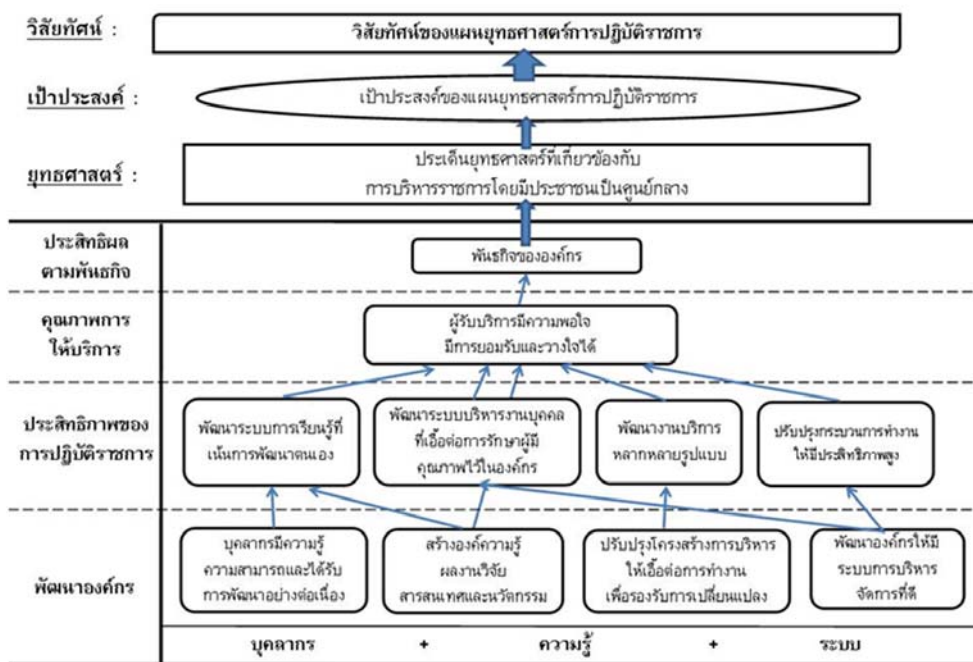 วิสัยทัศน์ :
วิสัยทัศน์ของแผนยุทธศาสตร์การปฏิบัติราชการ
เป้าประสงค์ :
เป้าประสงค์ของแผนยุทธศาสตร์การปฏิบัติราชการ
ยุทธศาสตร์ :
ประเด็นยุทธศาสตร์ที่เกี่ยวข้องกับ
การบริหารราชการโดยมีประชาชนเป็นศูนย์กลาง
ประสิทธิผล
ตามพันธกิจ
พันธกิจขององค์กร
คุณภาพการ
ให้บริการ
ผู้รับบริการมีความพอใจ
มีการยอมรับและวางใจได้
ประสิทธิภาพของ
การปฏิบัติราชการ
พัฒนาระบบการเรียนรู้ที่
เน้นการพัฒนาตนเอง
พัฒนาระบบบริหารงานบุคคล
ที่เอื้อต่อการรักษาผู้มี
คุณภาพไว้ในองค์กร
พัฒนางานบริการ
หลากหลายรูปแบบ
ปรับปรุงกระบวนการทำงาน
ให้มีประสิทธิภาพสูง
พัฒนาองค์กร
บุคลากรมีความรู้
ความสามารถและได้รับ
การพัฒนาอย่างต่อเนื่อง
สร้างองค์ความรู้
ผลงานวิจัย
สารสนเทศและนวัตกรรม
ปรับปรุงโครงสร้างการบริหาร
ให้เอื้อต่อการทำงาน
เพื่อรองรับการเปลี่ยนแปลง
พัฒนาองค์กรให้มี
ระบบการบริหาร
จัดการที่ดี
บุคลากร + ความรู้ + ระบบ